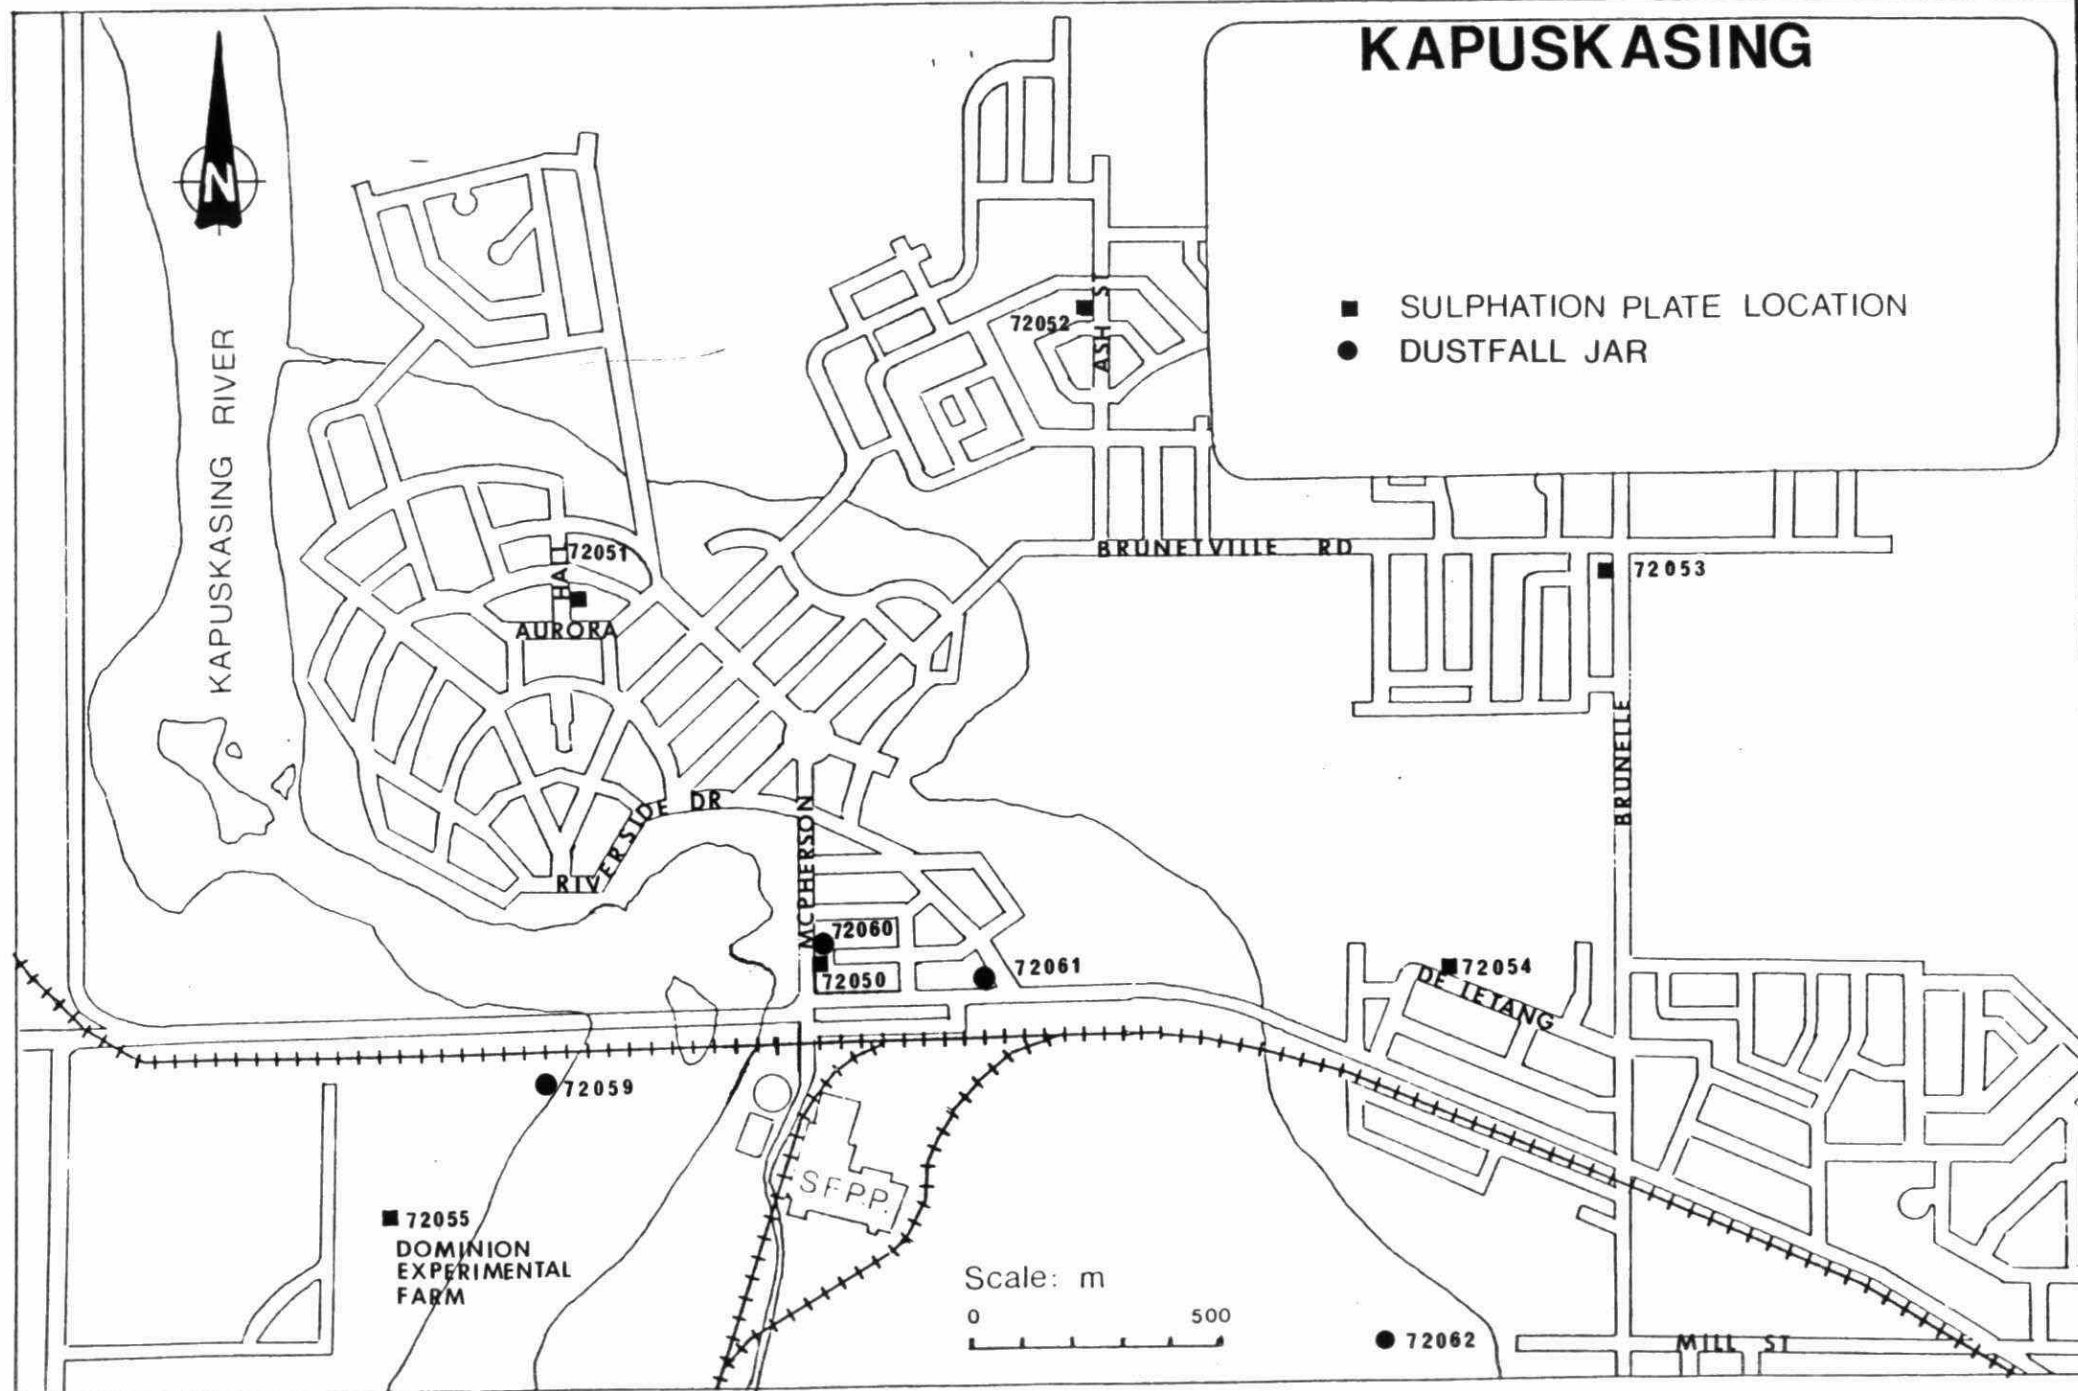 KAPUSKASING
N
SULPHATION PLATE LOCATION
DUSTFALL JAR
KAPUSKASING RIVER
72052
ASH ST
72051
HALL
AURORA
BRUNETVILLE RD
72053
BRUNELLE
RIVERSIDE DR
MCPHERSON
72060
72050
72061
72054
DE LETANG
72059
S.F.P.P.
72055
DOMINION
EXPERIMENTAL
FARM
Scale: m
0 500
72062
MILL ST